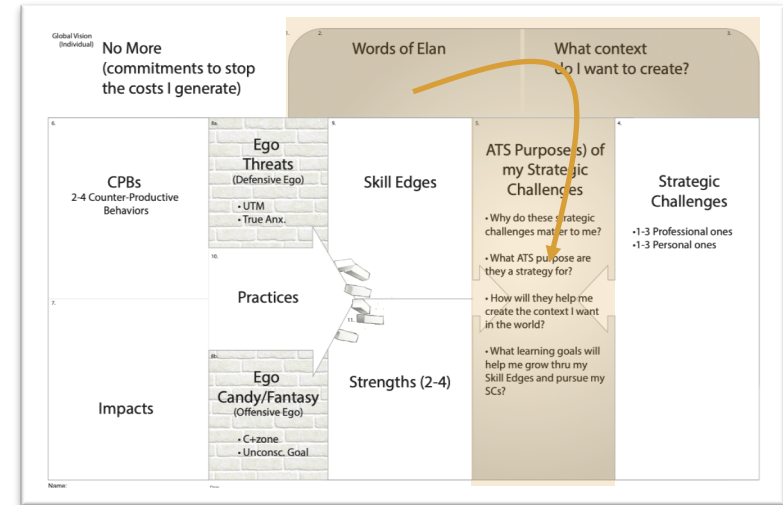 Global Vision
(Individual)
No More
(commitments to stop
the costs I generate)
1.
2.
Words of Elan
What context
do I want to create?
3.
6.
CPBs
2-4 Counter-Productive
Behaviors
8a.
Ego
Threats
(Defensive Ego)
• UTM
• True Anx.
9.
Skill Edges
5.
ATS Purpose(s) of
my Strategic
Challenges
• Why do these strategic
challenges matter to me?
• What ATS purpose are
they a strategy for?
• How will they help me
create the context I want
in the world?
• What learning goals will
help me grow thru my
Skill Edges and pursue my
SCs?
4.
Strategic
Challenges
•1-3 Professional ones
•1-3 Personal ones
7.
Impacts
10.
Practices
8b.
Ego
Candy/Fantasy
(Offensive Ego)
• C+zone
• Unconsc. Goal
11.
Strengths (2-4)
Name: